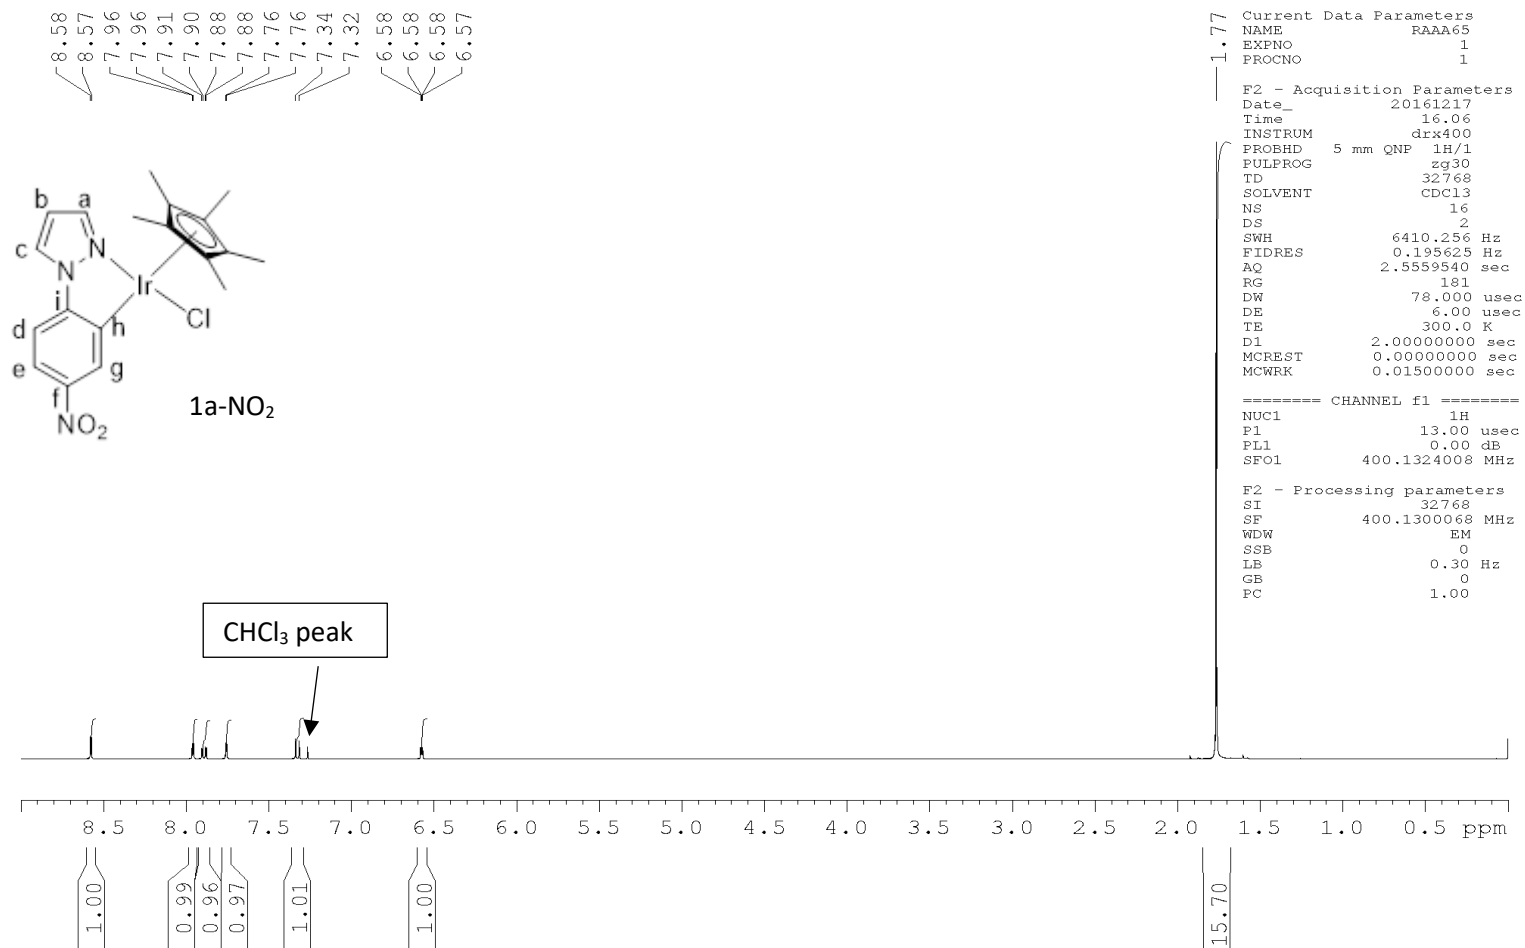 8.58
8.57
7.96
7.96
7.91
7.90
7.88
7.88
7.76
7.76
7.34
7.32
6.58
6.58
6.58
6.57
1.77
Current Data Parameters
NAME RAAA65
EXPNO 1
PROCNO 1
F2 - Acquisition Parameters
Date_ 20161217
Time 16.06
INSTRUM drx400
PROBHD 5 mm QNP 1H/1
PULPROG zg30
TD 32768
SOLVENT CDCl3
NS 16
DS 2
SWH 6410.256 Hz
FIDRES 0.195625 Hz
AQ 2.5559540 sec
RG 181
DW 78.000 usec
DE 6.00 usec
TE 300.0 K
D1 2.00000000 sec
MCREST 0.00000000 sec
MCWRK 0.01500000 sec
======== CHANNEL f1 ========
NUC1 1H
P1 13.00 usec
PL1 0.00 dB
SFO1 400.1324008 MHz
F2 - Processing parameters
SI 32768
SF 400.1300068 MHz
WDW EM
SSB 0
LB 0.30 Hz
GB 0
PC 1.00
b a
c N
N Ir
i Cl
d h
e g
f
NO2
1a-NO2
CHCl3 peak
8.5 8.0 7.5 7.0 6.5 6.0 5.5 5.0 4.5 4.0 3.5 3.0 2.5 2.0 1.5 1.0 0.5 ppm
1.00
0.99
0.96
0.97
1.01
1.00
15.70